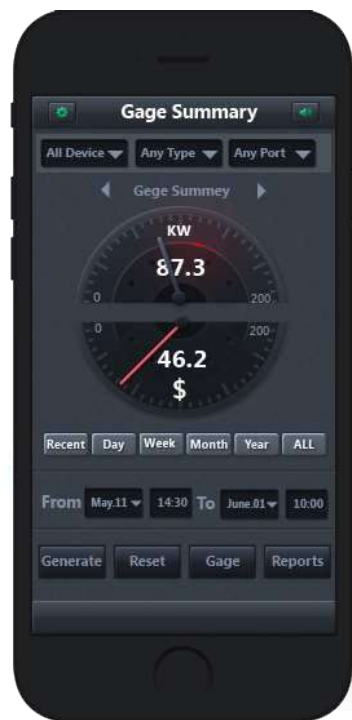 Gage Summary
All Device Any Type Any Port
Gege Summey
KW
87.3
0 200
0 200
46.2
$
Recent Day Week Month Year ALL
From May.11 14:30 To June.01 10:00
Generate Reset Gage Reports